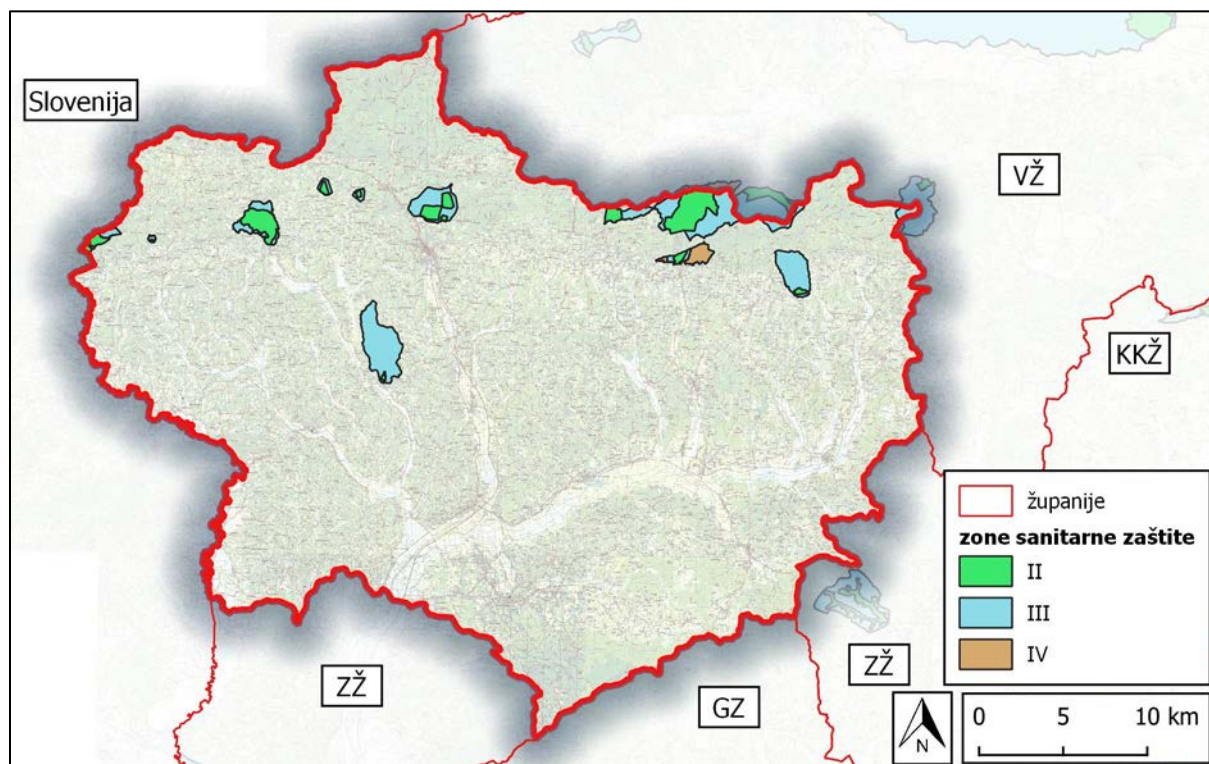 Slovenija
VŽ
KKŽ
ZŽ
GZ
ZŽ
županije
zone sanitarne zaštite
II
III
IV
N
0 5 10 km